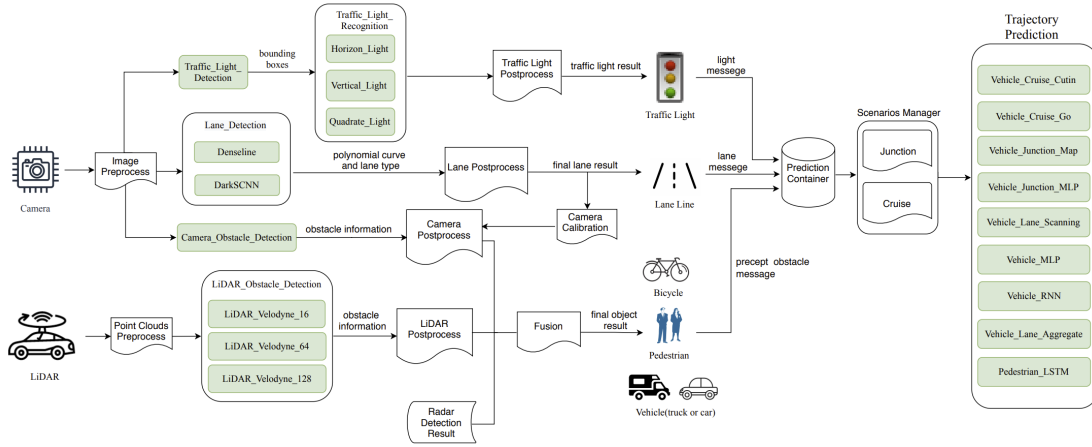 Traffic_Light_
Recognition
Horizon_Light
Vertical_Light
Quadrate_Light
Traffic_Light_
Detection
bounding
boxes
Traffic Light
Postprocess
traffic light result
Traffic Light
light messege
Lane_Detection
Denseline
DarkSCNN
Camera
Image
Preprocess
polynomial curve
and lane type
Lane Postprocess
final lane result
Lane Line
lane
message
Camera_Obstacle_Detection
obstacle information
Camera
Postprocess
Camera
Calibration
LiDAR
Point Clouds
Preprocess
LiDAR_Obstacle_Detection
LiDAR_Velodyne_16
LiDAR_Velodyne_64
LiDAR_Velodyne_128
obstacle
information
LiDAR
Postprocess
Radar
Detection
Result
Fusion
final object
result
Bicycle
Pedestrian
Vehicle(truck or car)
precept obstacle
message
Prediction
Container
Scenarios Manager
Junction
Cruise
Trajectory
Prediction
Vehicle_Cruise_Cutin
Vehicle_Cruise_Go
Vehicle_Junction_Map
Vehicle_Junction_MLP
Vehicle_Lane_Scanning
Vehicle_MLP
Vehicle_RNN
Vehicle_Lane_Aggregate
Pedestrian_LSTM